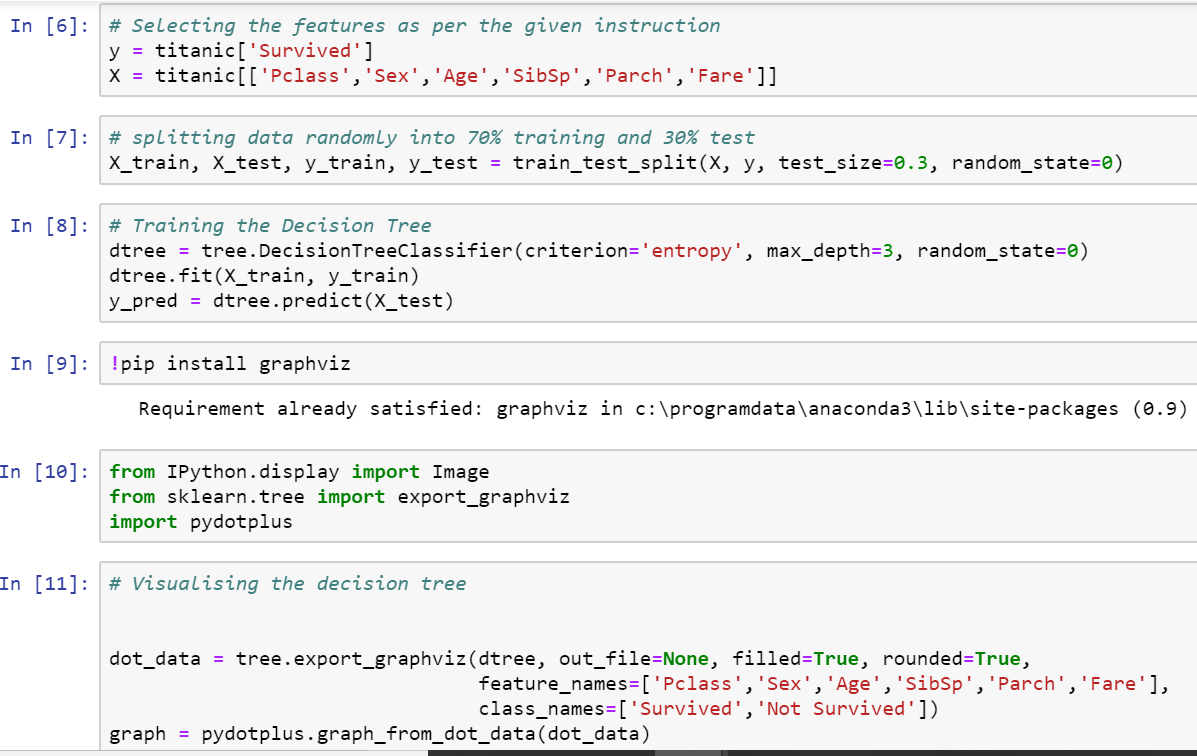 In [6]: # Selecting the features as per the given instruction
y = titanic['Survived']
X = titanic[['Pclass','Sex','Age','SibSp','Parch','Fare']]
In [7]: # splitting data randomly into 70% training and 30% test
X_train, X_test, y_train, y_test = train_test_split(X, y, test_size=0.3, random_state=0)
In [8]: # Training the Decision Tree
dtree = tree.DecisionTreeClassifier(criterion='entropy', max_depth=3, random_state=0)
dtree.fit(X_train, y_train)
y_pred = dtree.predict(X_test)
In [9]: !pip install graphviz
Requirement already satisfied: graphviz in c:\programdata\anaconda3\lib\site-packages (0.9)
In [10]: from IPython.display import Image
from sklearn.tree import export_graphviz
import pydotplus
In [11]: # Visualising the decision tree
dot_data = tree.export_graphviz(dtree, out_file=None, filled=True, rounded=True,
feature_names=['Pclass','Sex','Age','SibSp','Parch','Fare'],
class_names=['Survived','Not Survived'])
graph = pydotplus.graph_from_dot_data(dot_data)